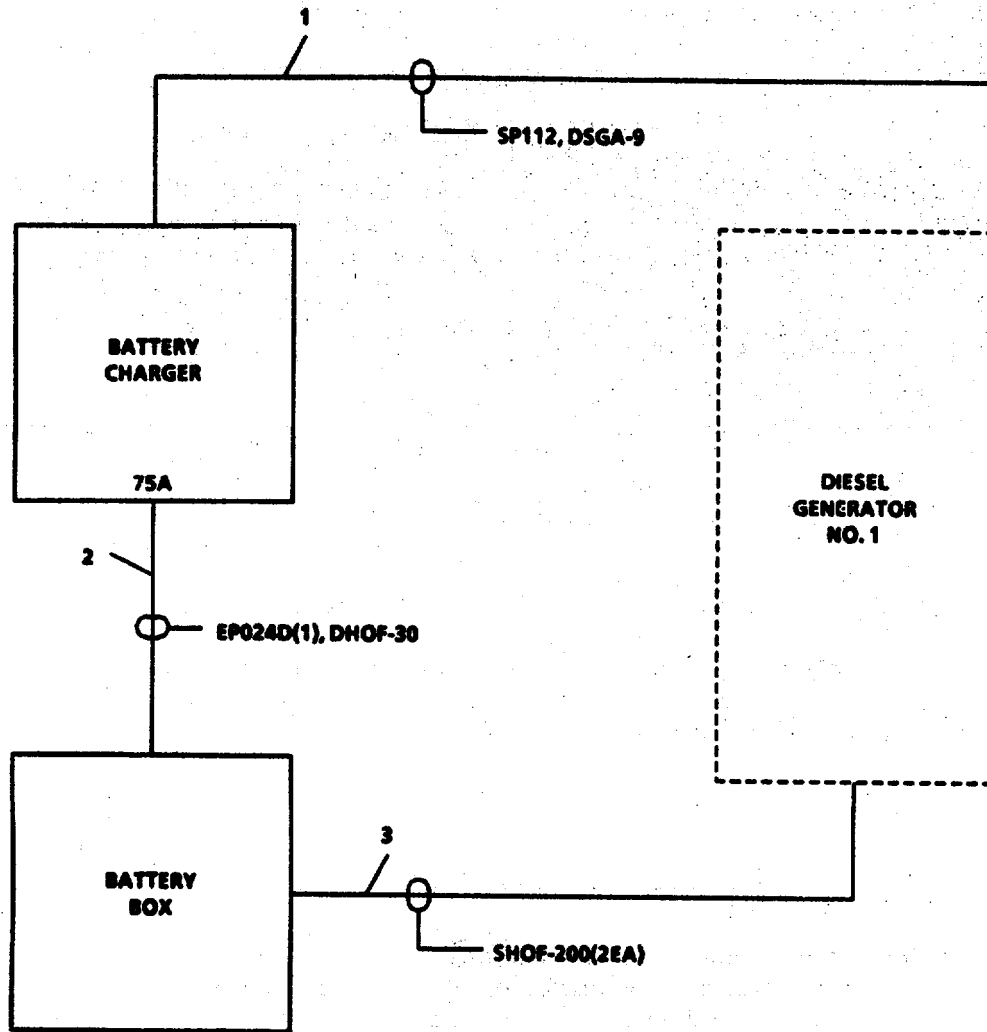 1
SP112, DSGA-9
BATTERY
CHARGER
75A
DIESEL
GENERATOR
NO. 1
2
EP024D(1), DHOF-30
3
BATTERY
BOX
SHOF-200(2EA)